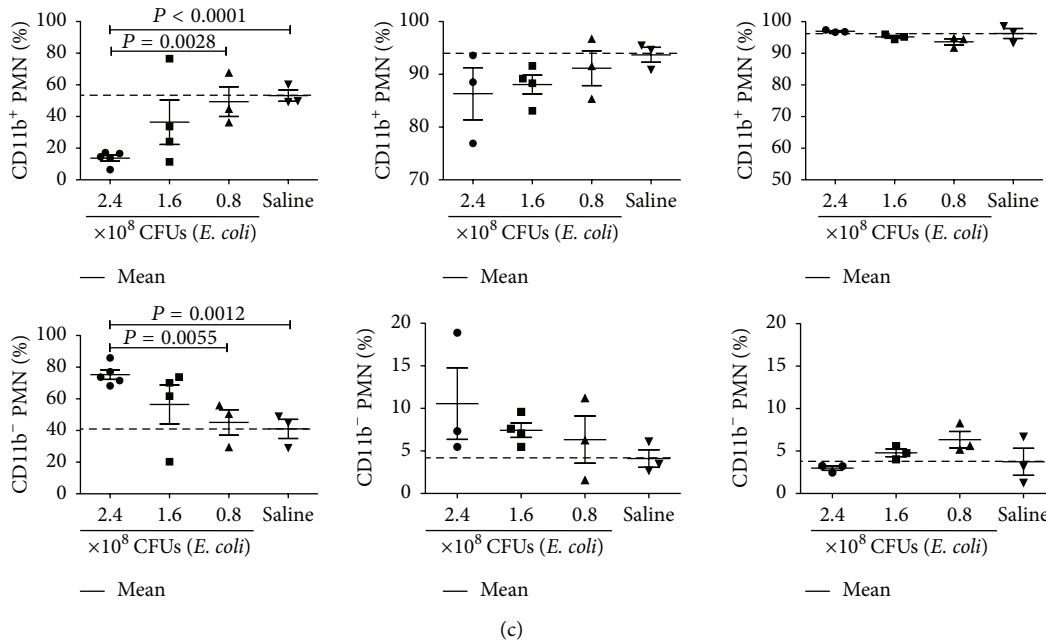 P < 0.0001
P = 0.0028
CD11b⁺ PMN (%)
100
80
60
40
20
0
2.4 1.6 0.8 Saline
×10⁸ CFUs (E. coli)
— Mean
CD11b⁺ PMN (%)
100
90
80
70
2.4 1.6 0.8 Saline
×10⁸ CFUs (E. coli)
— Mean
CD11b⁺ PMN (%)
100
90
80
70
60
50
2.4 1.6 0.8 Saline
×10⁸ CFUs (E. coli)
— Mean
P = 0.0012
P = 0.0055
CD11b⁻ PMN (%)
100
80
60
40
20
0
2.4 1.6 0.8 Saline
×10⁸ CFUs (E. coli)
— Mean
CD11b⁻ PMN (%)
20
15
10
5
0
2.4 1.6 0.8 Saline
×10⁸ CFUs (E. coli)
— Mean
CD11b⁻ PMN (%)
20
15
10
5
0
2.4 1.6 0.8 Saline
×10⁸ CFUs (E. coli)
— Mean
(c)